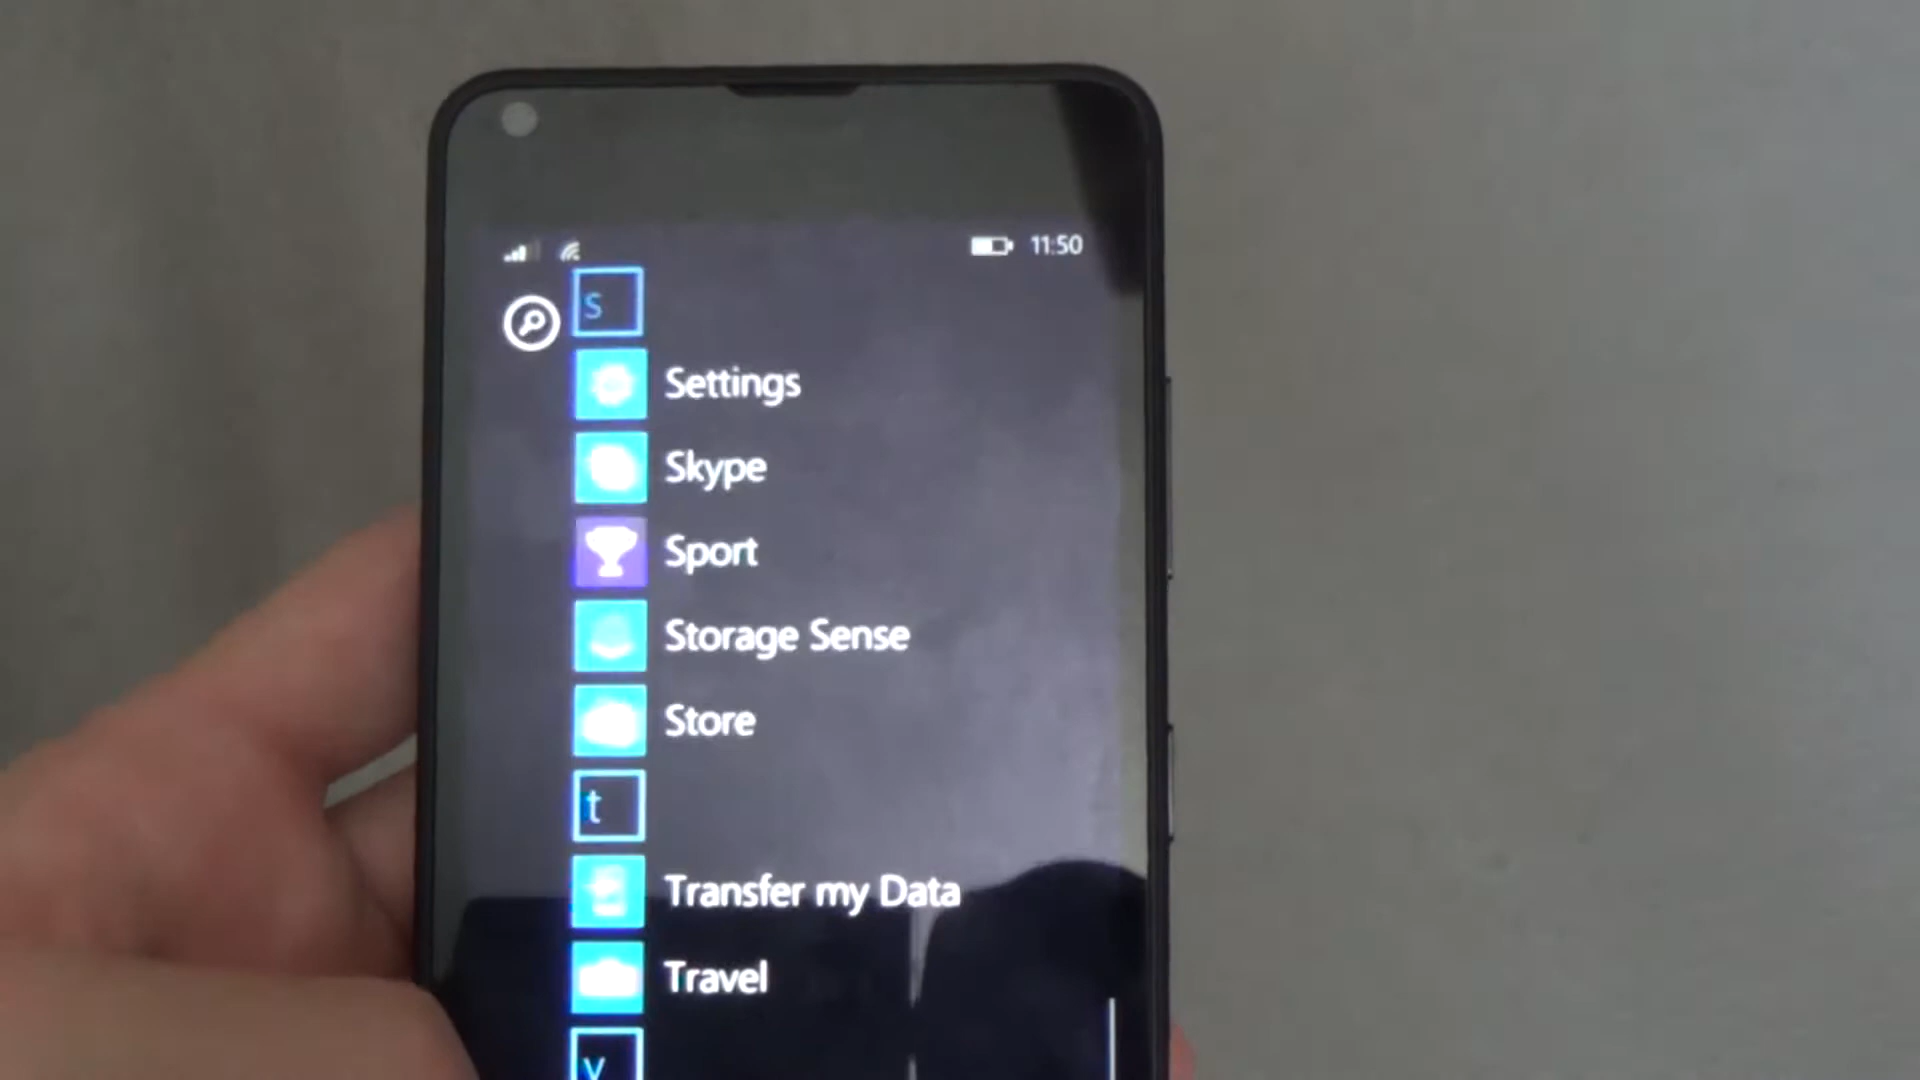 11:50
s
Settings
Skype
Sport
Storage Sense
Store
t
Transfer my Data
Travel
v